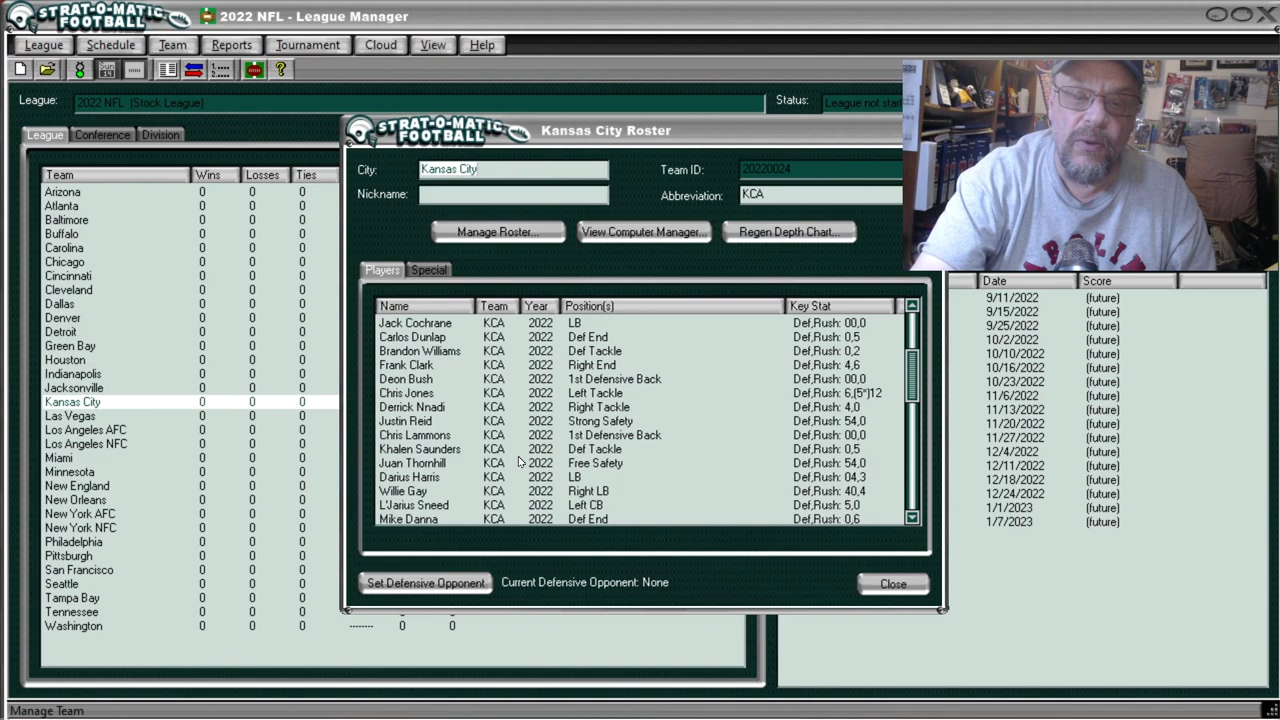 STRAT-O-MATIC FOOTBALL 2022 NFL - League Manager
League Schedule Team Reports Tournament Cloud View Help
League: 2022 NFL (Stock League) Status: League not start
League Conference Division
Team Wins Losses Ties
Arizona 0 0 0
Atlanta 0 0 0
Baltimore 0 0 0
Buffalo 0 0 0
Carolina 0 0 0
Chicago 0 0 0
Cincinnati 0 0 0
Cleveland 0 0 0
Dallas 0 0 0
Denver 0 0 0
Detroit 0 0 0
Green Bay 0 0 0
Houston 0 0 0
Indianapolis 0 0 0
Jacksonville 0 0 0
Kansas City 0 0 0
Las Vegas 0 0 0
Los Angeles AFC 0 0 0
Los Angeles NFC 0 0 0
Miami 0 0 0
Minnesota 0 0 0
New England 0 0 0
New Orleans 0 0 0
New York AFC 0 0 0
New York NFC 0 0 0
Philadelphia 0 0 0
Pittsburgh 0 0 0
San Francisco 0 0 0
Seattle 0 0 0
Tampa Bay 0 0 0
Tennessee 0 0 0
Washington 0 0 0 -------- 0 0
STRAT-O-MATIC FOOTBALL Kansas City Roster
City: Kansas City Team ID: 20220024
Nickname: Abbreviation: KCA
Manage Roster... View Computer Manager... Regen Depth Chart...
Players Special
Name Team Year Position(s) Key Stat
Jack Cochrane KCA 2022 LB Def,Rush: 00,0
Carlos Dunlap KCA 2022 Def End Def,Rush: 0,5
Brandon Williams KCA 2022 Def Tackle Def,Rush: 0,2
Frank Clark KCA 2022 Right End Def,Rush: 4,6
Deon Bush KCA 2022 1st Defensive Back Def,Rush: 00,0
Chris Jones KCA 2022 Left Tackle Def,Rush: 6,(5*)12
Derrick Nnadi KCA 2022 Right Tackle Def,Rush: 4,0
Justin Reid KCA 2022 Strong Safety Def,Rush: 54,0
Chris Lammons KCA 2022 1st Defensive Back Def,Rush: 00,0
Khalen Saunders KCA 2022 Def Tackle Def,Rush: 0,5
Juan Thornhill KCA 2022 Free Safety Def,Rush: 54,0
Darius Harris KCA 2022 LB Def,Rush: 04,3
Willie Gay KCA 2022 Right LB Def,Rush: 40,4
L'Jarius Sneed KCA 2022 Left CB Def,Rush: 5,0
Mike Danna KCA 2022 Def End Def,Rush: 0,6
Set Defensive Opponent Current Defensive Opponent: None Close
Date Score
9/11/2022 (future)
9/15/2022 (future)
9/25/2022 (future)
10/2/2022 (future)
10/10/2022 (future)
10/16/2022 (future)
10/23/2022 (future)
11/6/2022 (future)
11/13/2022 (future)
11/20/2022 (future)
11/27/2022 (future)
12/4/2022 (future)
12/11/2022 (future)
12/18/2022 (future)
12/24/2022 (future)
1/1/2023 (future)
1/7/2023 (future)
Manage Team